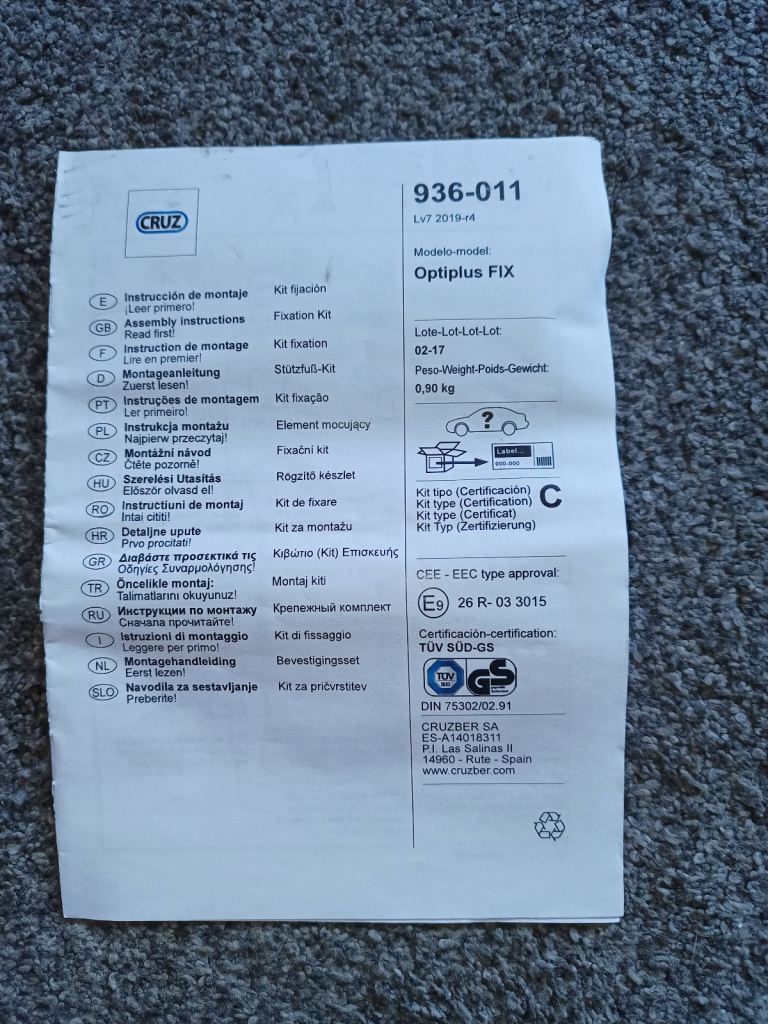 CRUZ
E Instrucción de montaje Kit fijación
¡Leer primero!
GB Assembly instructions Fixation Kit
Read first!
F Instruction de montage Kit fixation
Lire en premier!
D Montageanleitung Stützfuß-Kit
Zuerst lesen!
PT Instruções de montagem Kit fixação
Ler primeiro!
PL Instrukcja montażu Element mocujący
Najpierw przeczytaj!
CZ Montážní návod Fixační kit
Čtěte pozorně!
HU Szerelési Utasítás Rögzítő készlet
Először olvasd el!
RO Instructiuni de montaj Kit de fixare
Intai cititi!
HR Detaljne upute Kit za montažu
Prvo procitati!
GR Διαβάστε προσεκτικά τις Κιβώτιο (Kit) Επισκευής
Οδηγίες Συναρμολόγησης!
TR Öncelikle montaj: Montaj kiti
Talimatlarını okuyunuz!
RU Инструкции по монтажу Крепежный комплект
Сначала прочитайте!
I Istruzioni di montaggio Kit di fissaggio
Leggere per primo!
NL Montagehandleiding Bevestigingsset
Eerst lezen!
SLO Navodila za sestavljanje Kit za pričvrstitev
Preberite!
936-011
Lv7 2019-r4
Modelo-model:
Optiplus FIX
Lote-Lot-Lot-Lot:
02-17
Peso-Weight-Poids-Gewicht:
0,90 kg
?
Label...
000-000
Kit tipo (Certificación) C
Kit type (Certification)
Kit type (Certificat)
Kit Typ (Zertifizierung)
CEE - EEC type approval:
E9 26 R- 03 3015
Certificación-certification:
TÜV SÜD-GS
TÜV
SÜD
GS
DIN 75302/02.91
CRUZBER SA
ES-A14018311
P.I. Las Salinas II
14960 - Rute - Spain
www.cruzber.com